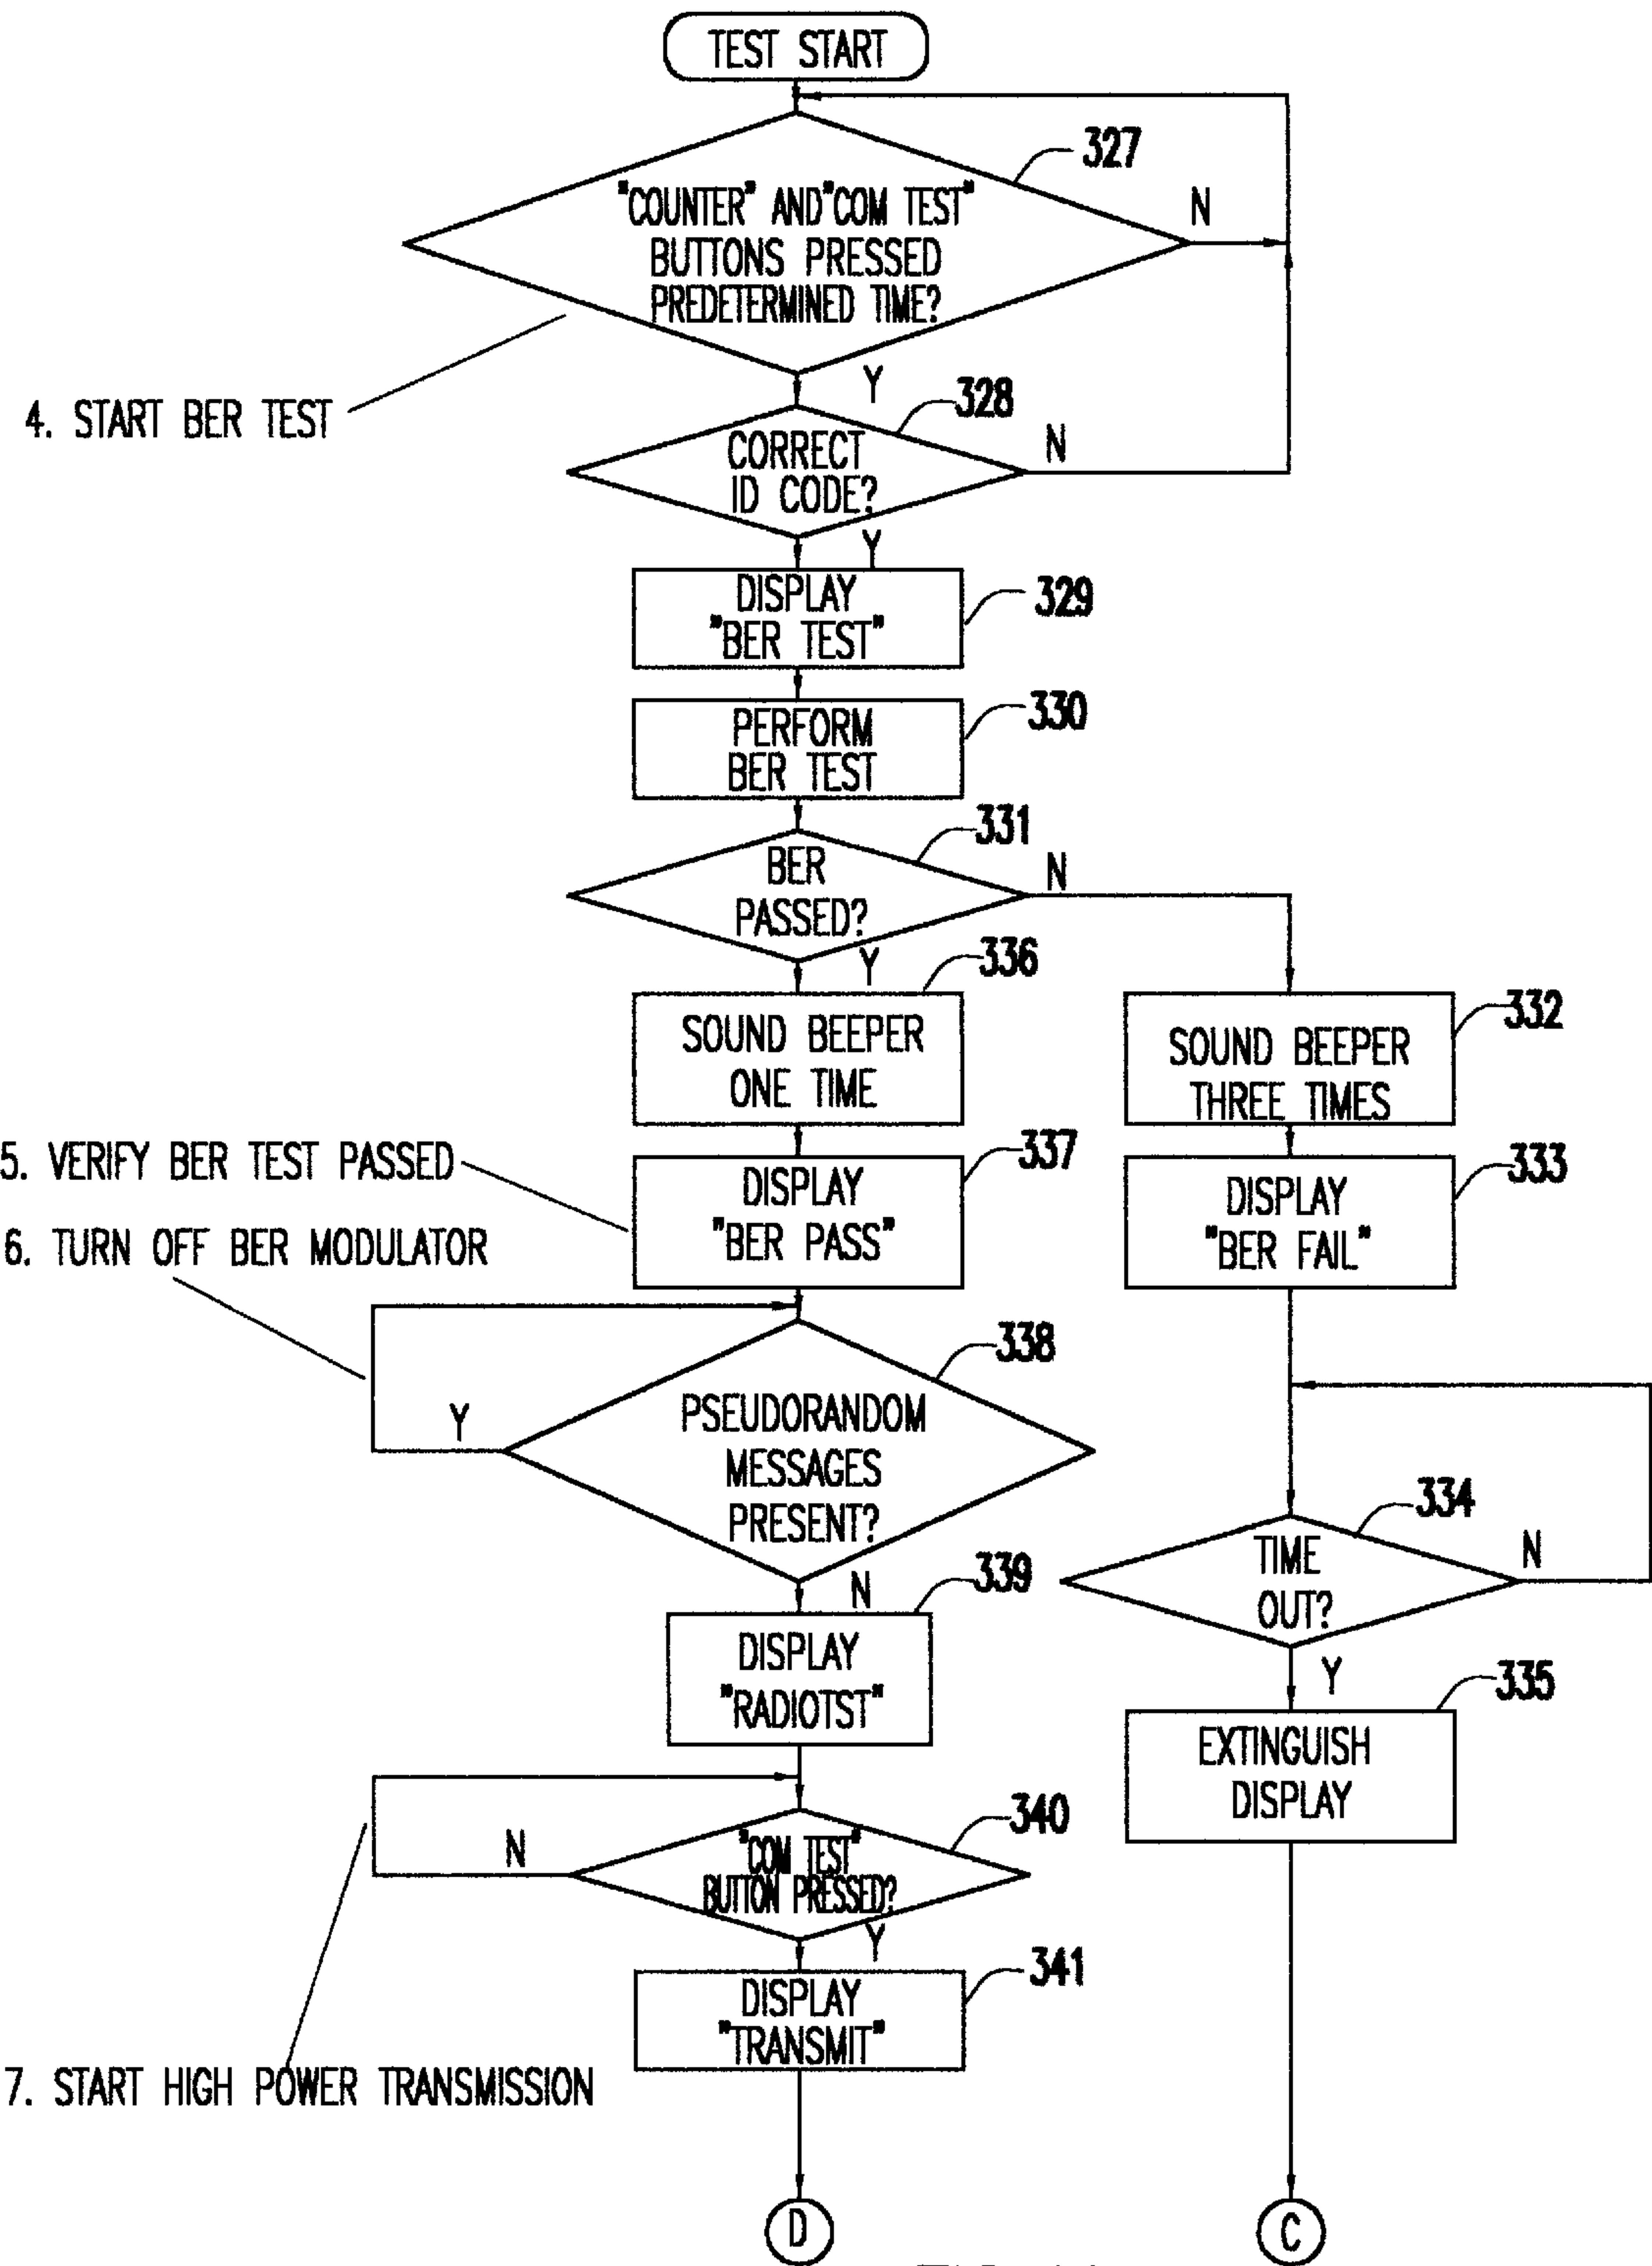 TEST START
327
"COUNTER" AND "COM TEST"
BUTTONS PRESSED
PREDETERMINED TIME?
N
Y
4. START BER TEST
328
CORRECT
ID CODE?
N
Y
DISPLAY
"BER TEST"
329
PERFORM
BER TEST
330
331
BER
PASSED?
N
Y
336
SOUND BEEPER
ONE TIME
332
SOUND BEEPER
THREE TIMES
5. VERIFY BER TEST PASSED
337
DISPLAY
"BER PASS"
333
DISPLAY
"BER FAIL"
6. TURN OFF BER MODULATOR
338
PSEUDORANDOM
MESSAGES
PRESENT?
Y
N
334
TIME
OUT?
N
Y
339
DISPLAY
"RADIOTST"
335
EXTINGUISH
DISPLAY
340
"COM TEST"
BUTTON PRESSED?
N
Y
341
DISPLAY
"TRANSMIT"
7. START HIGH POWER TRANSMISSION
D
C